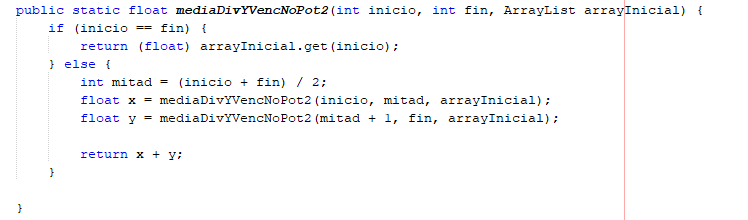 public static float mediaDivYVencNoPot2(int inicio, int fin, ArrayList arrayInicial) {
    if (inicio == fin) {
        return (float) arrayInicial.get(inicio);
    } else {
        int mitad = (inicio + fin) / 2;
        float x = mediaDivYVencNoPot2(inicio, mitad, arrayInicial);
        float y = mediaDivYVencNoPot2(mitad + 1, fin, arrayInicial);

        return x + y;
    }

}